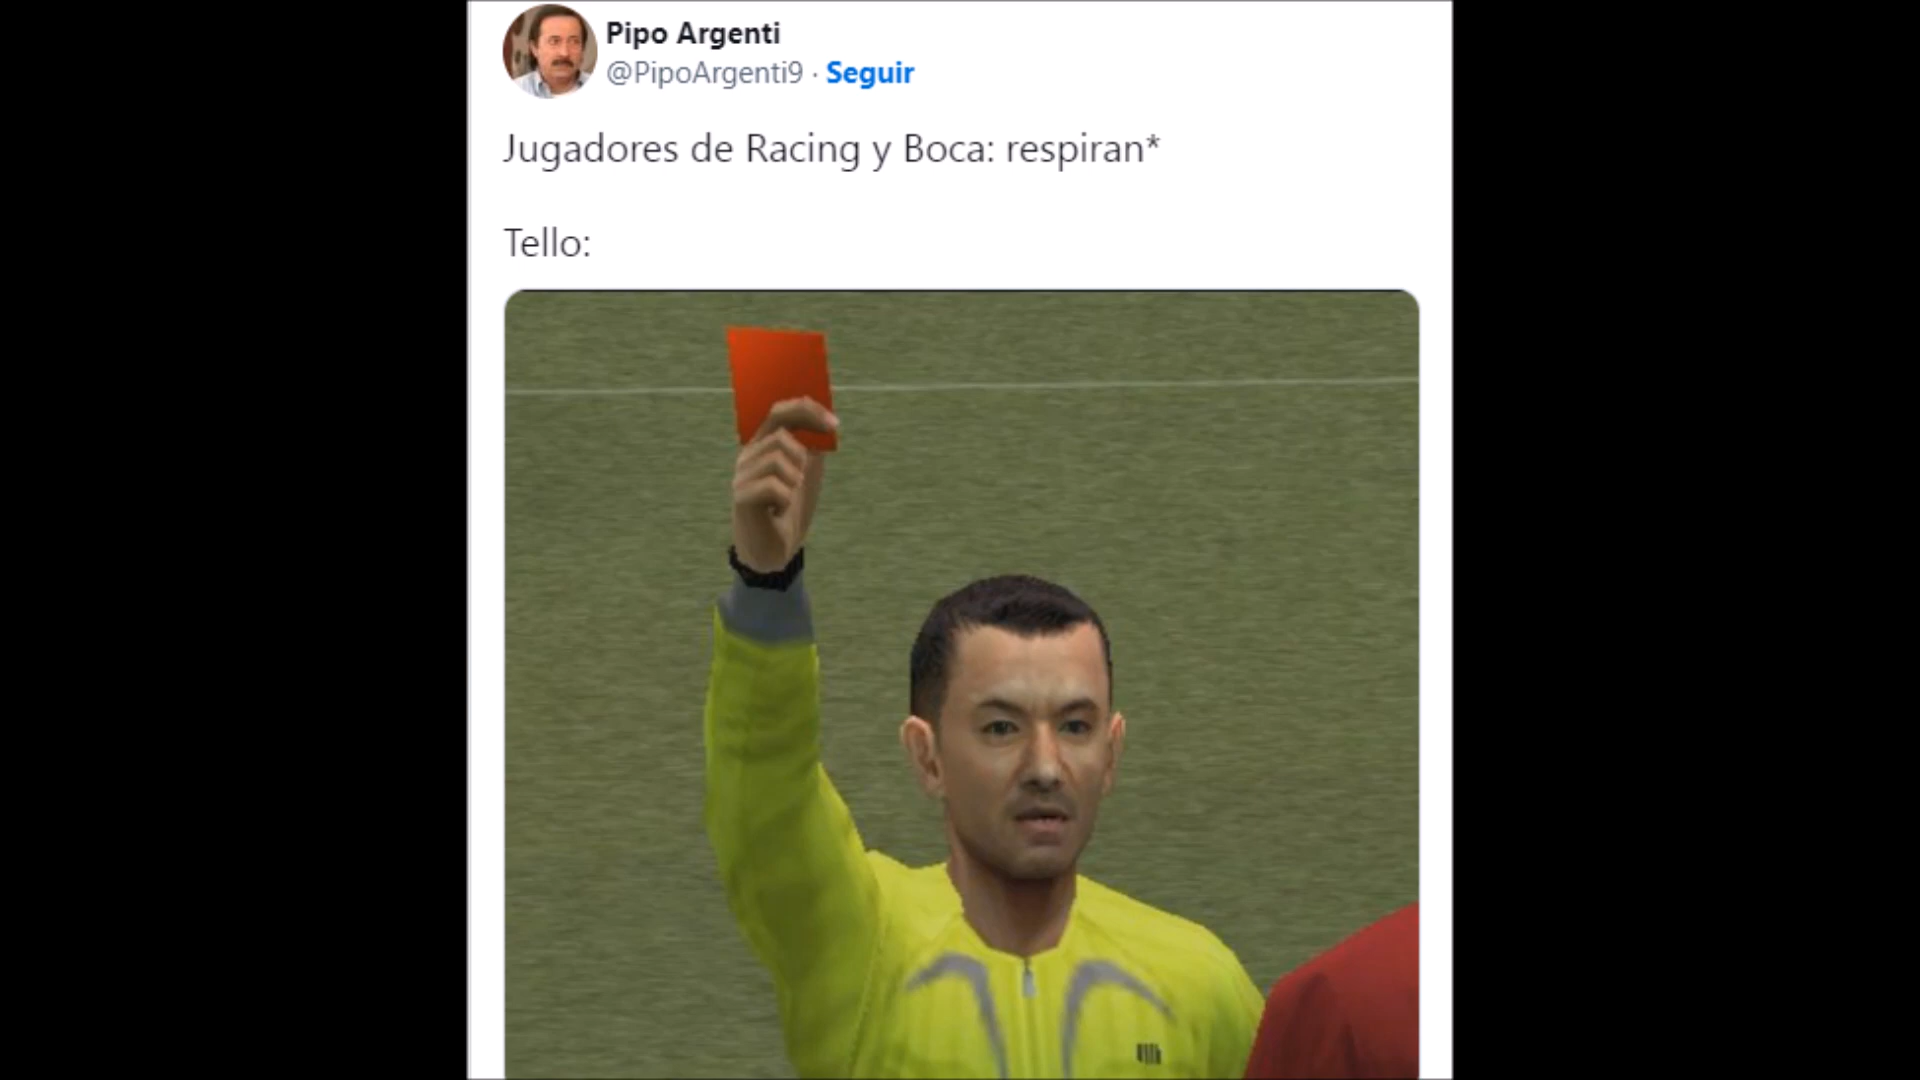 Pipo Argenti
@PipoArgenti9 · Seguir
Jugadores de Racing y Boca: respiran*
Tello: